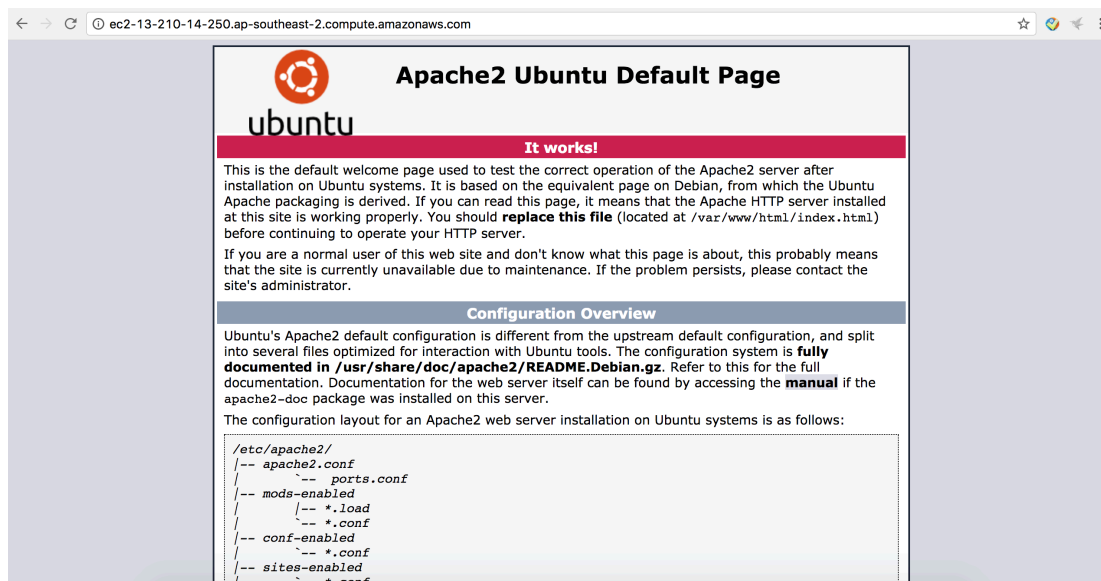 ec2-13-210-14-250.ap-southeast-2.compute.amazonaws.com
ubuntu
Apache2 Ubuntu Default Page
It works!
This is the default welcome page used to test the correct operation of the Apache2 server after
installation on Ubuntu systems. It is based on the equivalent page on Debian, from which the Ubuntu
Apache packaging is derived. If you can read this page, it means that the Apache HTTP server installed
at this site is working properly. You should replace this file (located at /var/www/html/index.html)
before continuing to operate your HTTP server.
If you are a normal user of this web site and don't know what this page is about, this probably means
that the site is currently unavailable due to maintenance. If the problem persists, please contact the
site's administrator.
Configuration Overview
Ubuntu's Apache2 default configuration is different from the upstream default configuration, and split
into several files optimized for interaction with Ubuntu tools. The configuration system is fully
documented in /usr/share/doc/apache2/README.Debian.gz. Refer to this for the full
documentation. Documentation for the web server itself can be found by accessing the manual if the
apache2-doc package was installed on this server.
The configuration layout for an Apache2 web server installation on Ubuntu systems is as follows:
/etc/apache2/
|-- apache2.conf
|       `--  ports.conf
|-- mods-enabled
|       |-- *.load
|       `-- *.conf
|-- conf-enabled
|       `-- *.conf
|-- sites-enabled
|       `-- *.conf